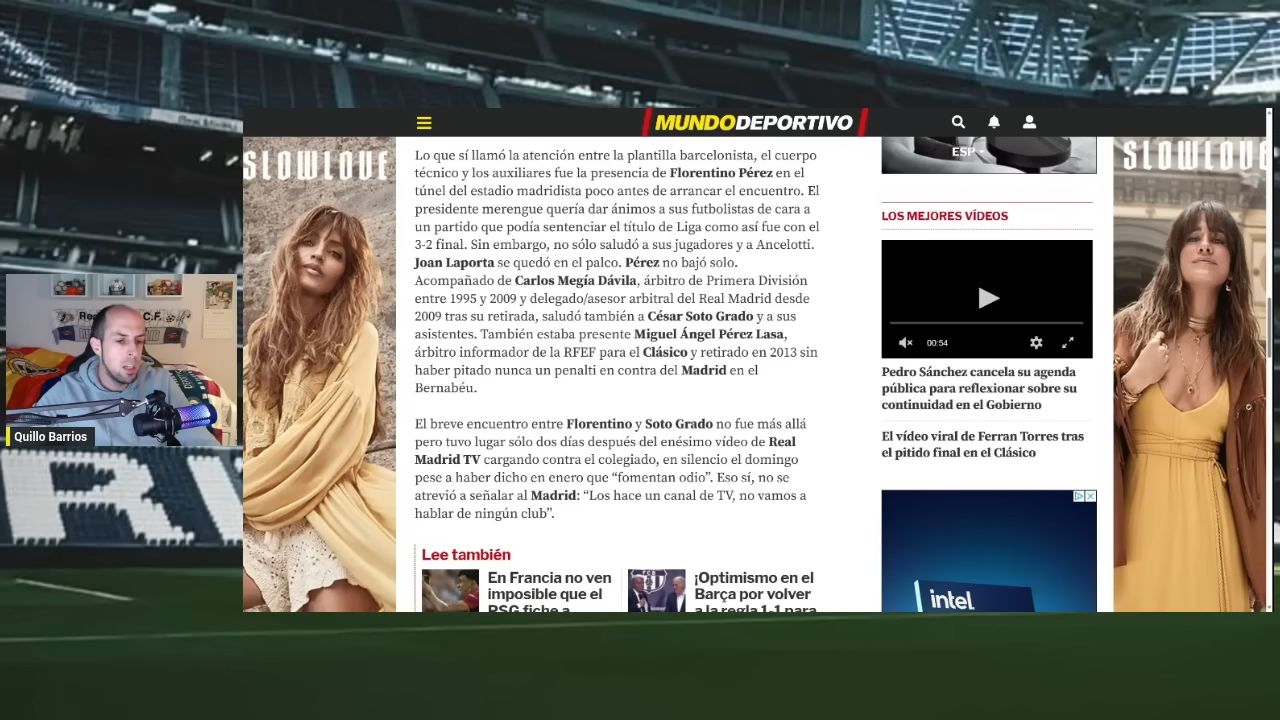 MUNDODEPORTIVO
SLOWLOVE
Lo que sí llamó la atención entre la plantilla barcelonista, el cuerpo
técnico y los auxiliares fue la presencia de Florentino Pérez en el
túnel del estadio madridista poco antes de arrancar el encuentro. El
presidente merengue quería dar ánimos a sus futbolistas de cara a
un partido que podía sentenciar el título de Liga como así fue con el
3-2 final. Sin embargo, no sólo saludó a sus jugadores y a Ancelotti.
Joan Laporta se quedó en el palco. Pérez no bajó solo.
Acompañado de Carlos Megía Dávila, árbitro de Primera División
entre 1995 y 2009 y delegado/asesor arbitral del Real Madrid desde
2009 tras su retirada, saludó también a César Soto Grado y a sus
asistentes. También estaba presente Miguel Ángel Pérez Lasa,
árbitro informador de la RFEF para el Clásico y retirado en 2013 sin
haber pitado nunca un penalti en contra del Madrid en el
Bernabéu.
El breve encuentro entre Florentino y Soto Grado no fue más allá
pero tuvo lugar sólo dos días después del enésimo vídeo de Real
Madrid TV cargando contra el colegiado, en silencio el domingo
pese a haber dicho en enero que “fomentan odio”. Eso sí, no se
atrevió a señalar al Madrid: “Los hace un canal de TV, no vamos a
hablar de ningún club”.
Lee también
En Francia no ven
imposible que el
PSG fiche a
¡Optimismo en el
Barça por volver
a la regla 1-1 para
ESP
LOS MEJORES VÍDEOS
00:54
Pedro Sánchez cancela su agenda
pública para reflexionar sobre su
continuidad en el Gobierno
El vídeo viral de Ferran Torres tras
el pitido final en el Clásico
intel
SLOWLOVE
Quillo Barrios